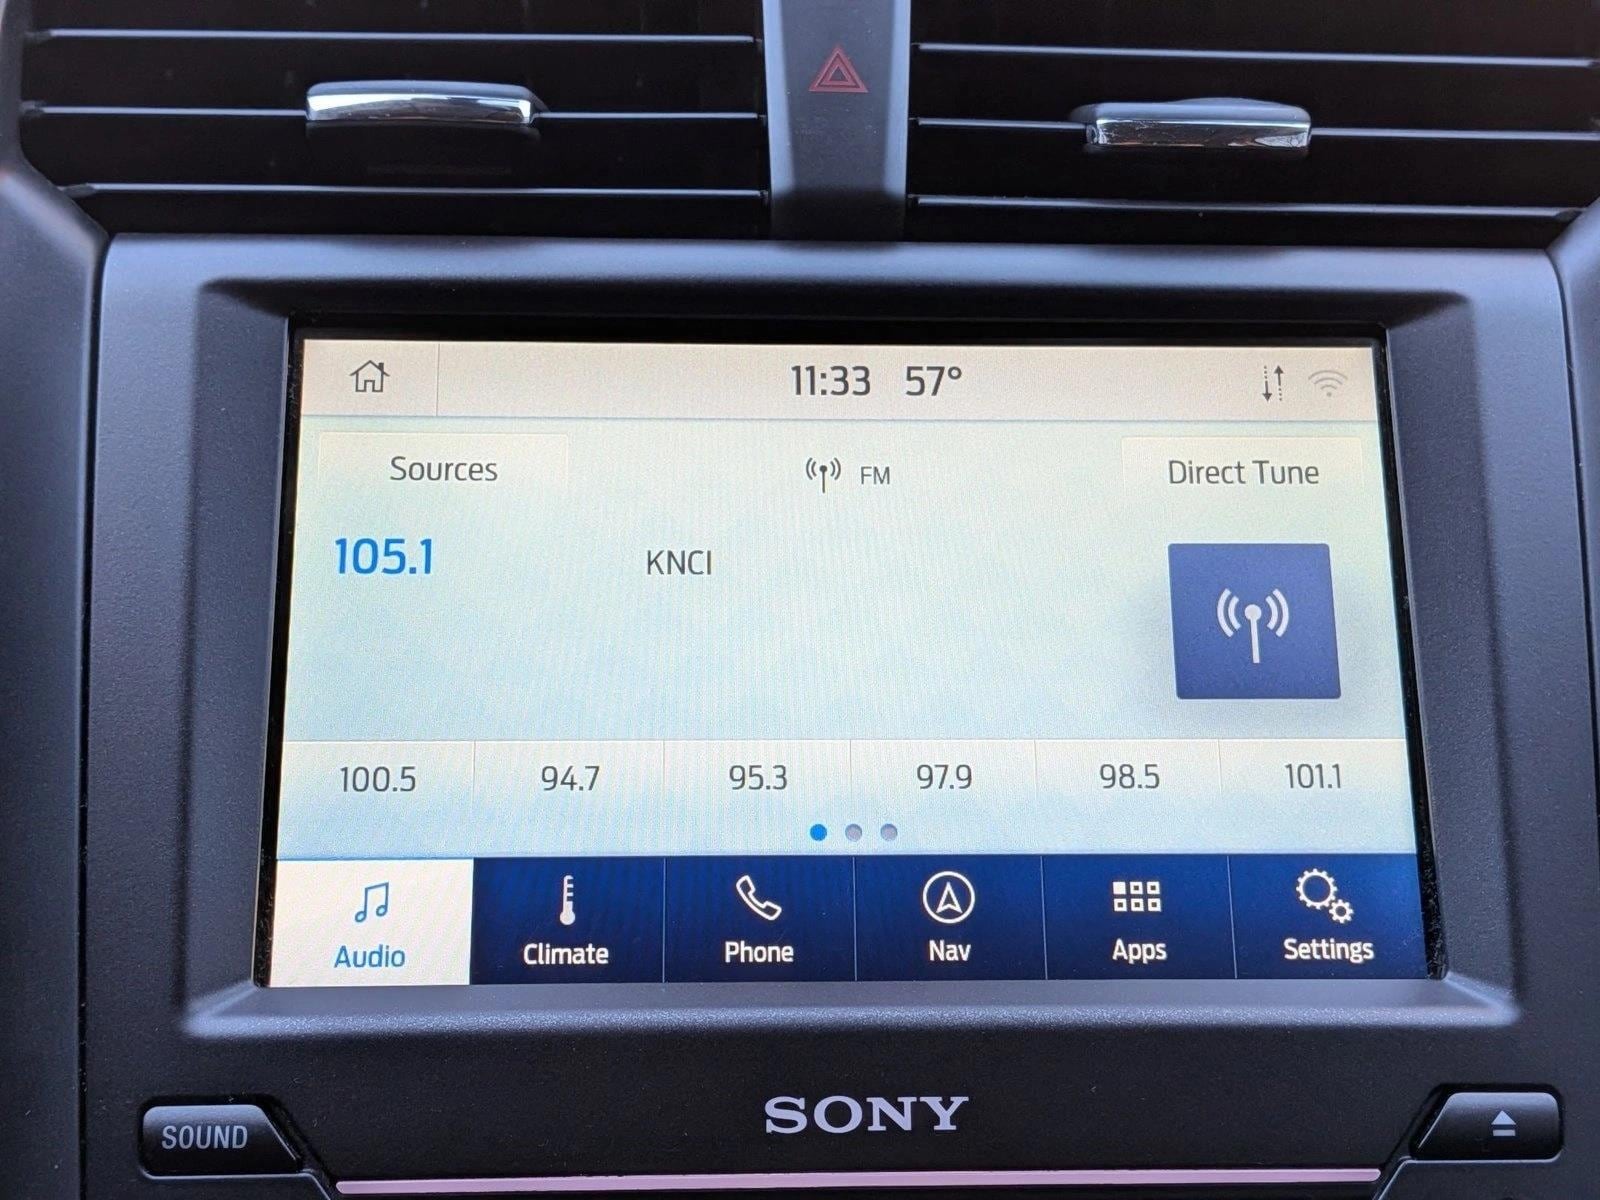 11:33 57°
Sources FM Direct Tune
105.1 KNCI
100.5 94.7 95.3 97.9 98.5 101.1
Audio Climate Phone Nav Apps Settings
SONY
SOUND